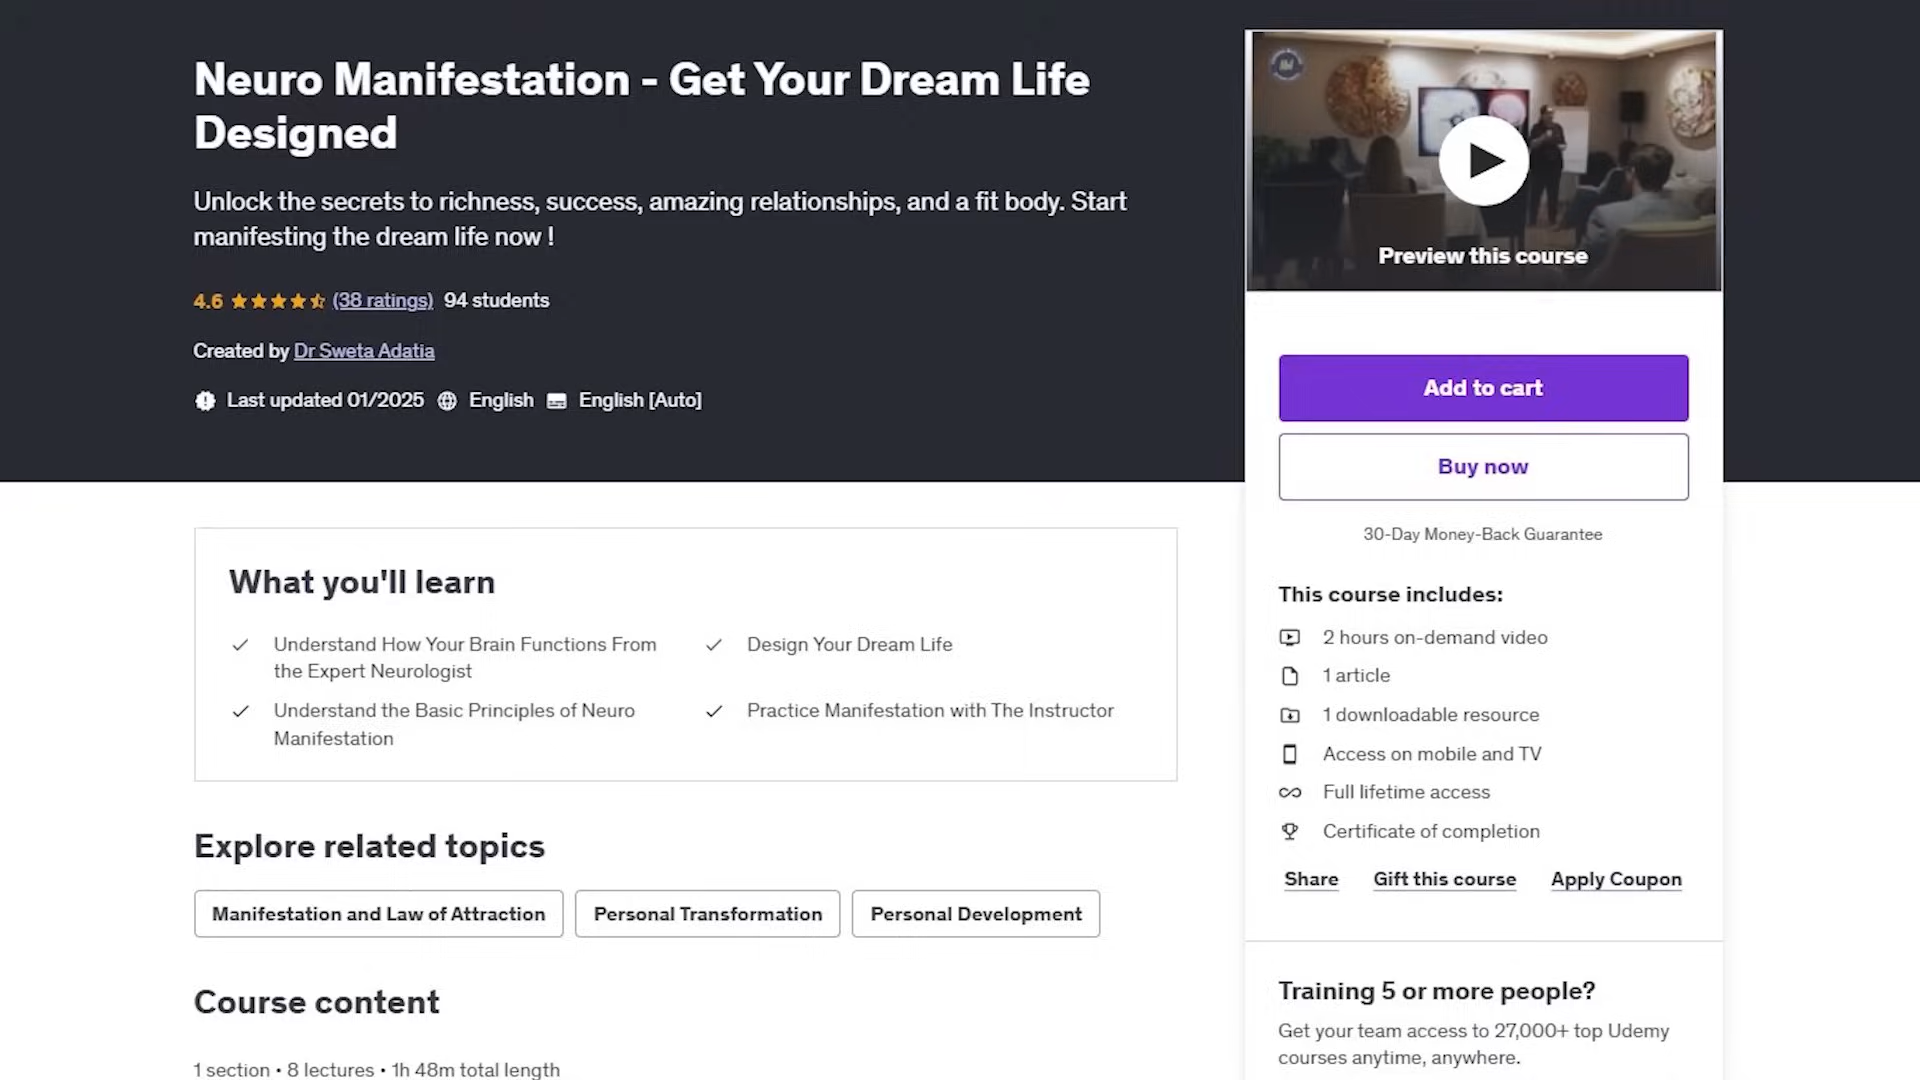 Neuro Manifestation - Get Your Dream Life
Designed
Unlock the secrets to richness, success, amazing relationships, and a fit body. Start
manifesting the dream life now !
4.6 (38 ratings) 94 students
Created by Dr Sweta Adatia
Last updated 01/2025 English English [Auto]
Preview this course
Add to cart
Buy now
30-Day Money-Back Guarantee
This course includes:
2 hours on-demand video
1 article
1 downloadable resource
Access on mobile and TV
Full lifetime access
Certificate of completion
Share Gift this course Apply Coupon
Training 5 or more people?
Get your team access to 27,000+ top Udemy
courses anytime, anywhere.
What you'll learn
Understand How Your Brain Functions From
the Expert Neurologist
Design Your Dream Life
Understand the Basic Principles of Neuro
Manifestation
Practice Manifestation with The Instructor
Explore related topics
Manifestation and Law of Attraction
Personal Transformation
Personal Development
Course content
1 section • 8 lectures • 1h 48m total length